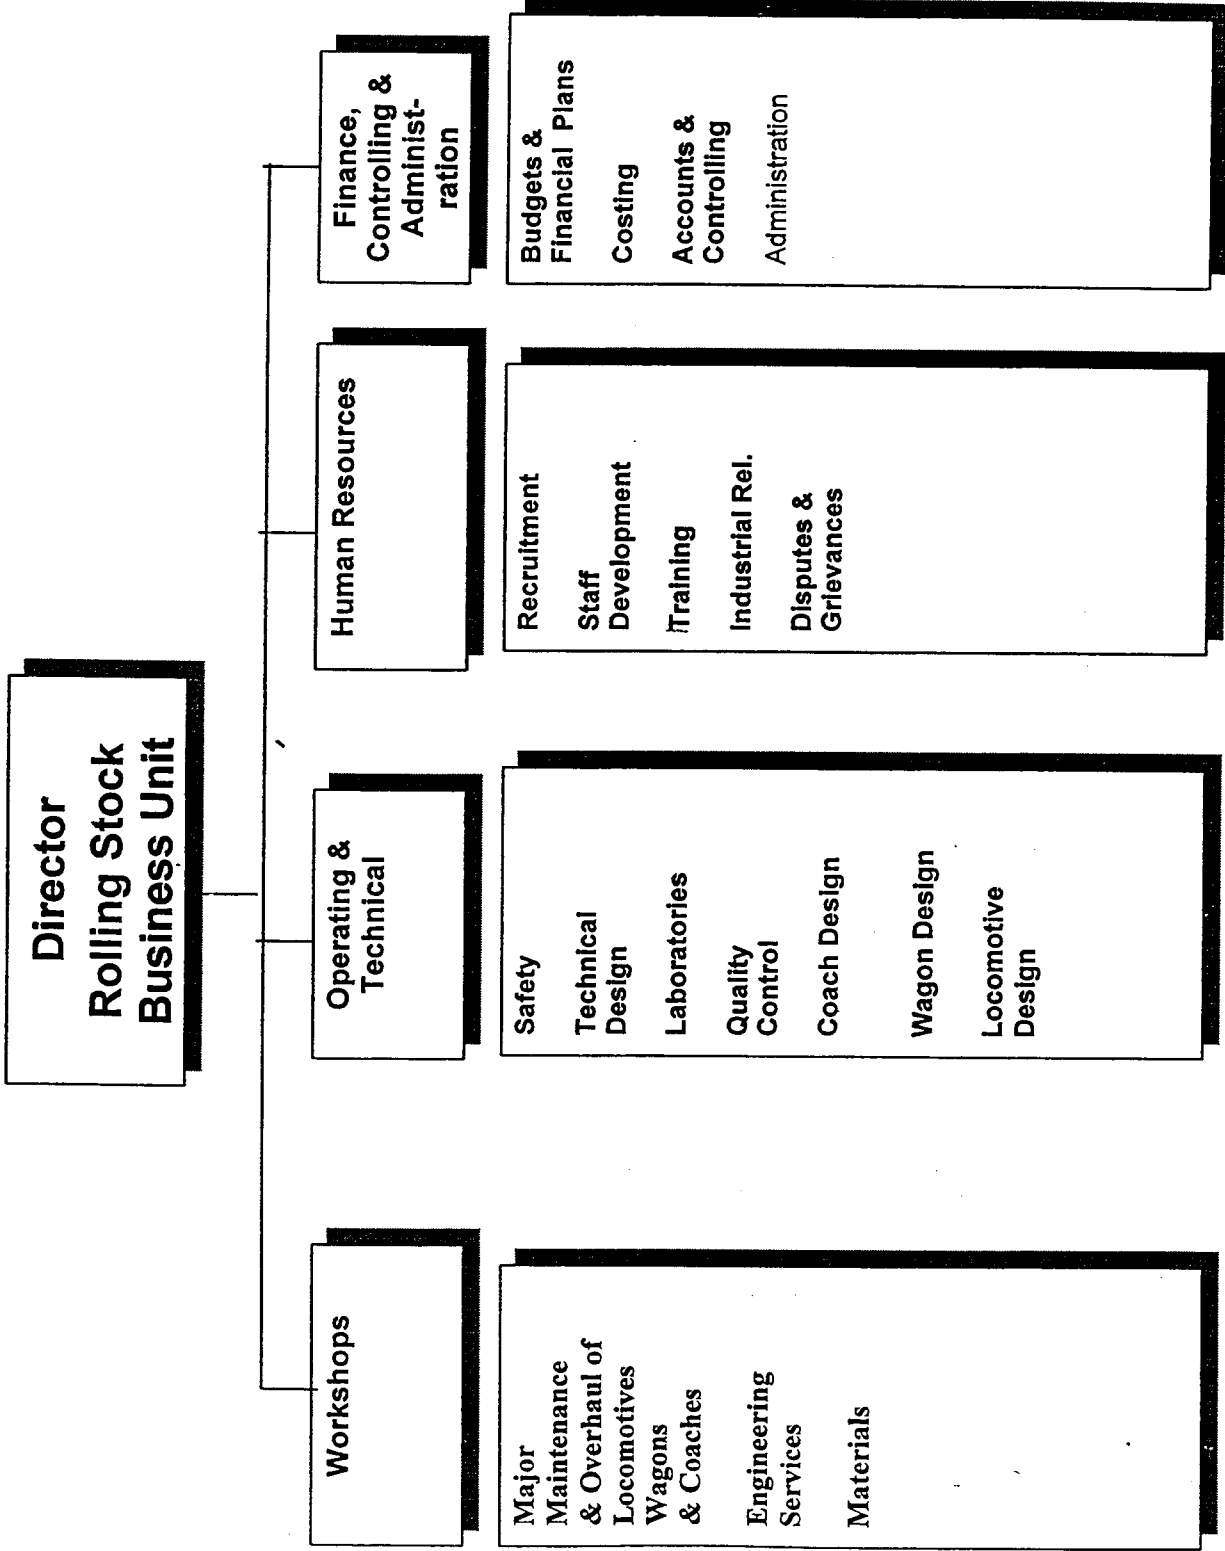 Director
Rolling Stock
Business Unit
Workshops
Major
Maintenance
& Overhaul of
Locomotives
Wagons
& Coaches
Engineering
Services
Materials
Operating &
Technical
Safety
Technical
Design
Laboratories
Quality
Control
Coach Design
Wagon Design
Locomotive
Design
Human Resources
Recruitment
Staff
Development
Training
Industrial Rel.
Disputes &
Grievances
Finance,
Controlling &
Administ-
ration
Budgets &
Financial Plans
Costing
Accounts &
Controlling
Administration